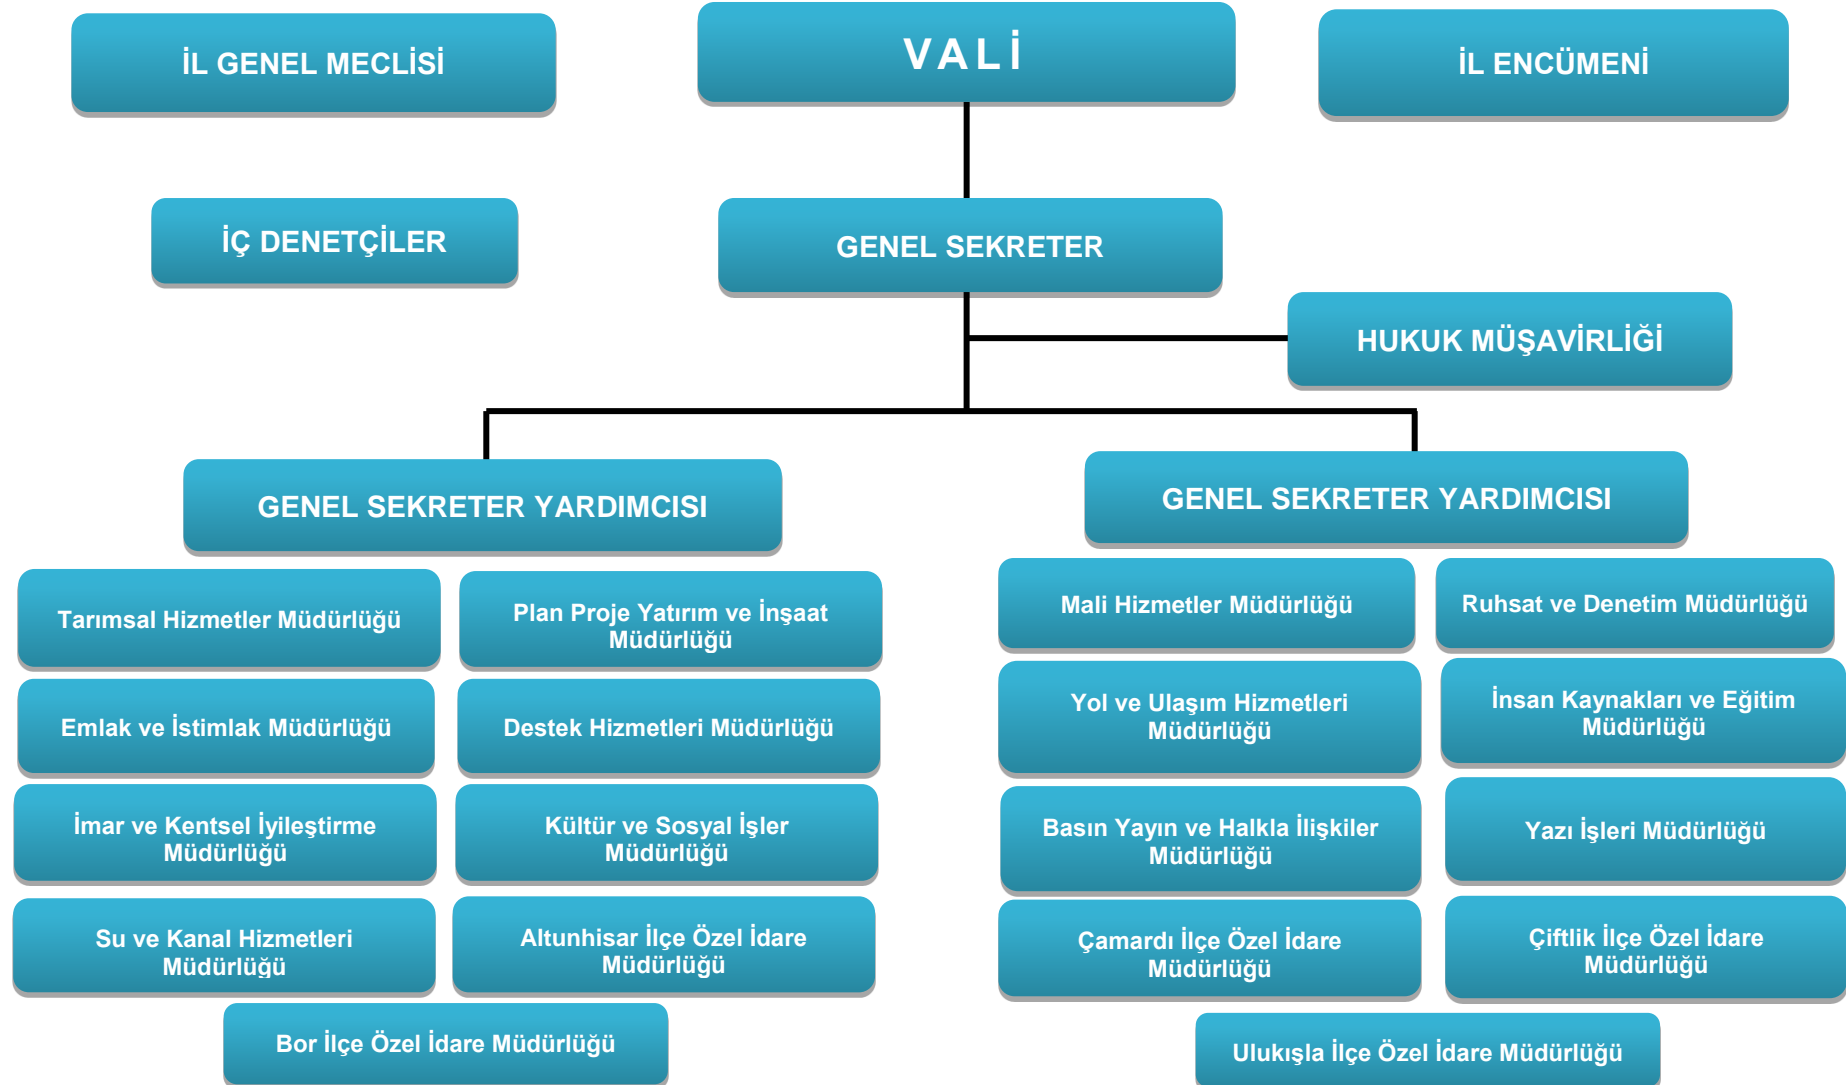 İL GENEL MECLİSİ
VALİ
İL ENCÜMENİ
İÇ DENETÇİLER
GENEL SEKRETER
HUKUK MÜŞAVİRLİĞİ
GENEL SEKRETER YARDIMCISI
GENEL SEKRETER YARDIMCISI
Tarımsal Hizmetler Müdürlüğü
Plan Proje Yatırım ve İnşaat
Müdürlüğü
Emlak ve İstimlak Müdürlüğü
Destek Hizmetleri Müdürlüğü
İmar ve Kentsel İyileştirme
Müdürlüğü
Kültür ve Sosyal İşler
Müdürlüğü
Su ve Kanal Hizmetleri
Müdürlüğü
Altunhisar İlçe Özel İdare
Müdürlüğü
Bor İlçe Özel İdare Müdürlüğü
Mali Hizmetler Müdürlüğü
Ruhsat ve Denetim Müdürlüğü
Yol ve Ulaşım Hizmetleri
Müdürlüğü
İnsan Kaynakları ve Eğitim
Müdürlüğü
Basın Yayın ve Halkla İlişkiler
Müdürlüğü
Yazı İşleri Müdürlüğü
Çamardı İlçe Özel İdare
Müdürlüğü
Çiftlik İlçe Özel İdare
Müdürlüğü
Ulukışla İlçe Özel İdare Müdürlüğü